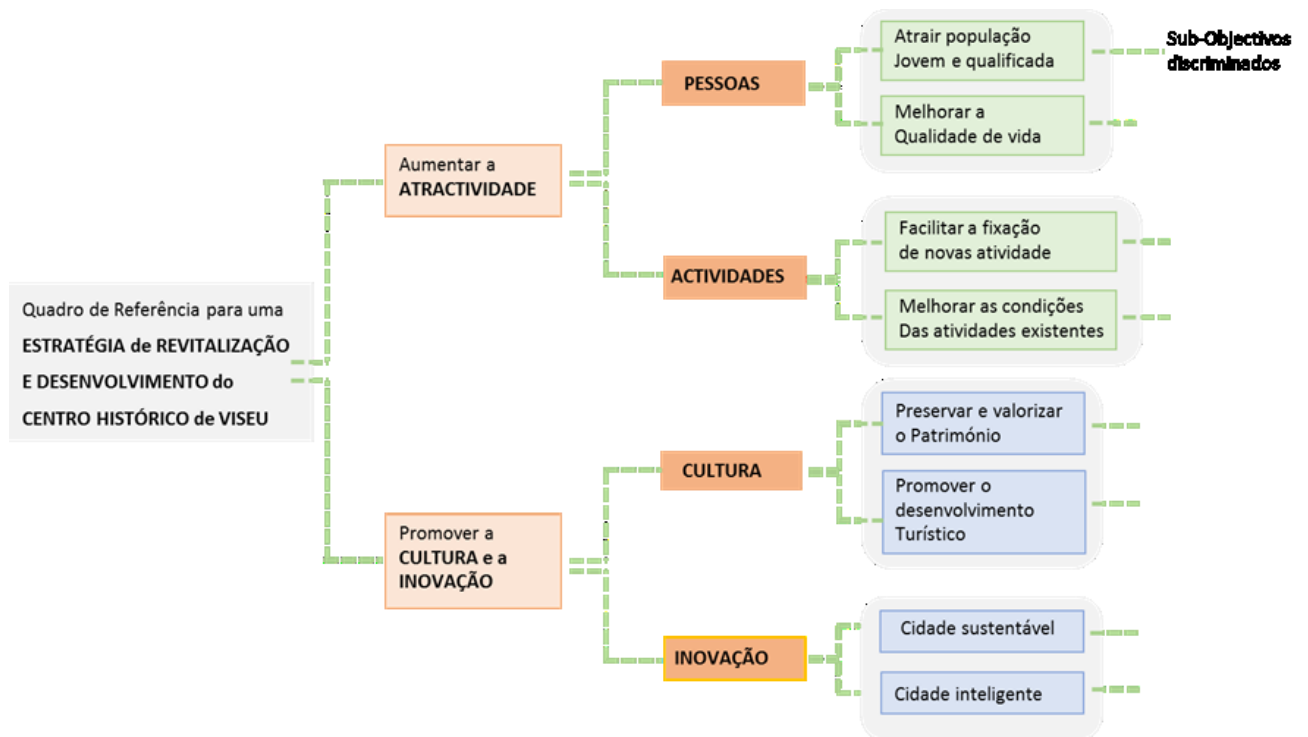 Quadro de Referência para uma
ESTRATÉGIA de REVITALIZAÇÃO
E DESENVOLVIMENTO do
CENTRO HISTÓRICO de VISEU
Aumentar a
ATRACTIVIDADE
PESSOAS
Atrair população
Jovem e qualificada
Sub-Objectivos
discriminados
Melhorar a
Qualidade de vida
ACTIVIDADES
Facilitar a fixação
de novas atividade
Melhorar as condições
Das atividades existentes
Promover a
CULTURA e a
INOVAÇÃO
CULTURA
Preservar e valorizar
o Património
Promover o
desenvolvimento
Turístico
INOVAÇÃO
Cidade sustentável
Cidade inteligente